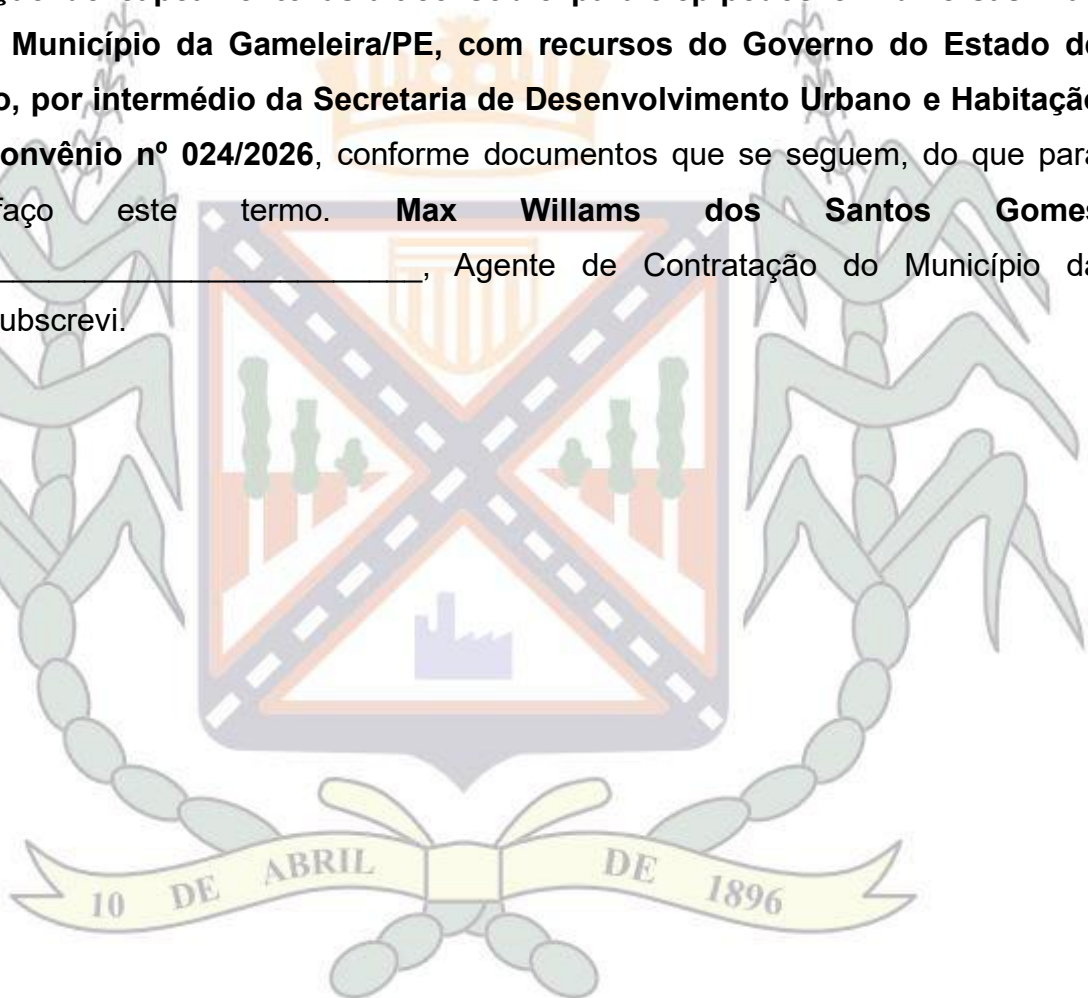 Município da Gameleira/PE, com recursos do Governo do Estado de
o, por intermédio da Secretaria de Desenvolvimento Urbano e Habitação
onvênio nº 024/2026, conforme documentos que se seguem, do que para
faço este termo. Max Willams dos Santos Gomes
, Agente de Contratação do Município da
ubscrevi.
10 DE ABRIL DE 1896